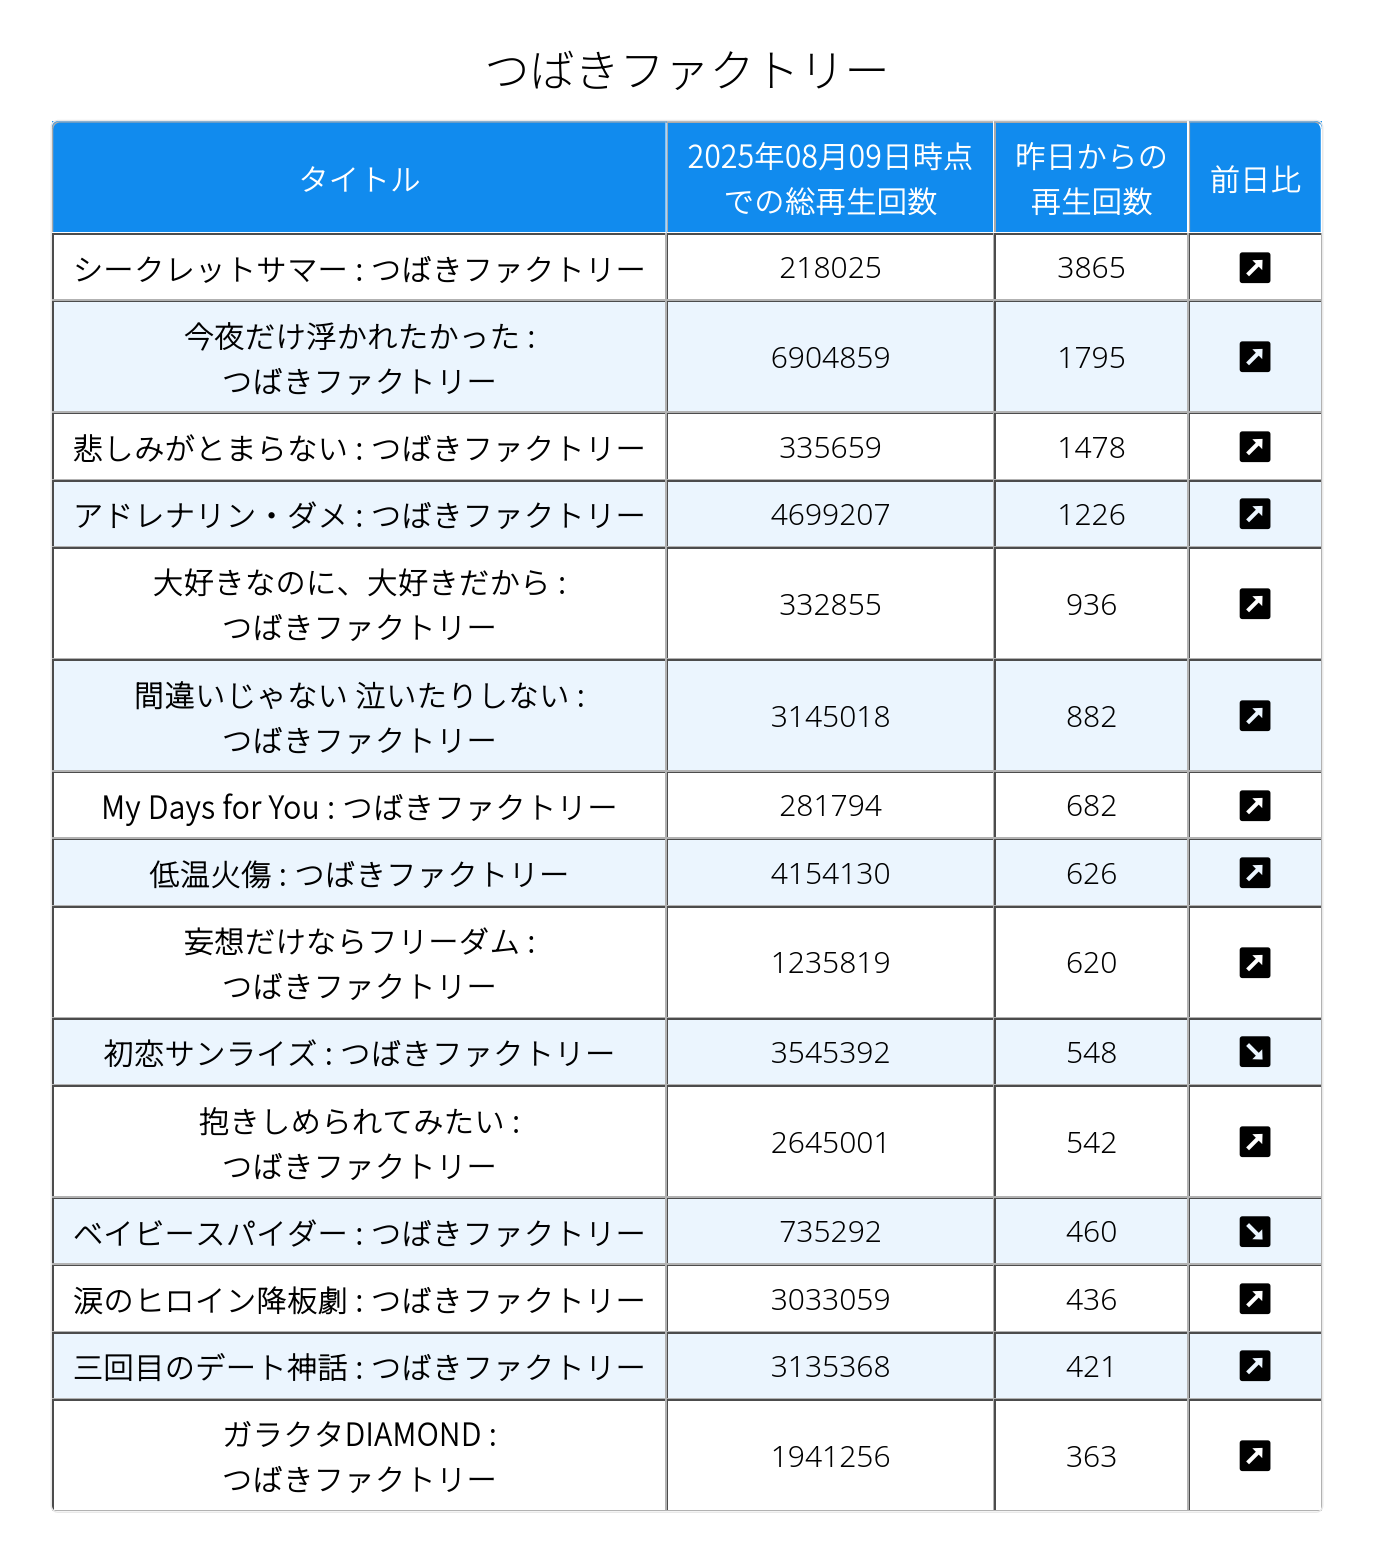 つばきファクトリー
タイトル
2025年08月09日時点
での総再生回数
昨日からの
再生回数
前日比
シークレットサマー : つばきファクトリー
218025
3865
今夜だけ浮かれたかった :
つばきファクトリー
6904859
1795
悲しみがとまらない : つばきファクトリー
335659
1478
アドレナリン・ダメ : つばきファクトリー
4699207
1226
大好きなのに、大好きだから :
つばきファクトリー
332855
936
間違いじゃない 泣いたりしない :
つばきファクトリー
3145018
882
My Days for You : つばきファクトリー
281794
682
低温火傷 : つばきファクトリー
4154130
626
妄想だけならフリーダム :
つばきファクトリー
1235819
620
初恋サンライズ : つばきファクトリー
3545392
548
抱きしめられてみたい :
つばきファクトリー
2645001
542
ベイビースパイダー : つばきファクトリー
735292
460
涙のヒロイン降板劇 : つばきファクトリー
3033059
436
三回目のデート神話 : つばきファクトリー
3135368
421
ガラクタDIAMOND :
つばきファクトリー
1941256
363